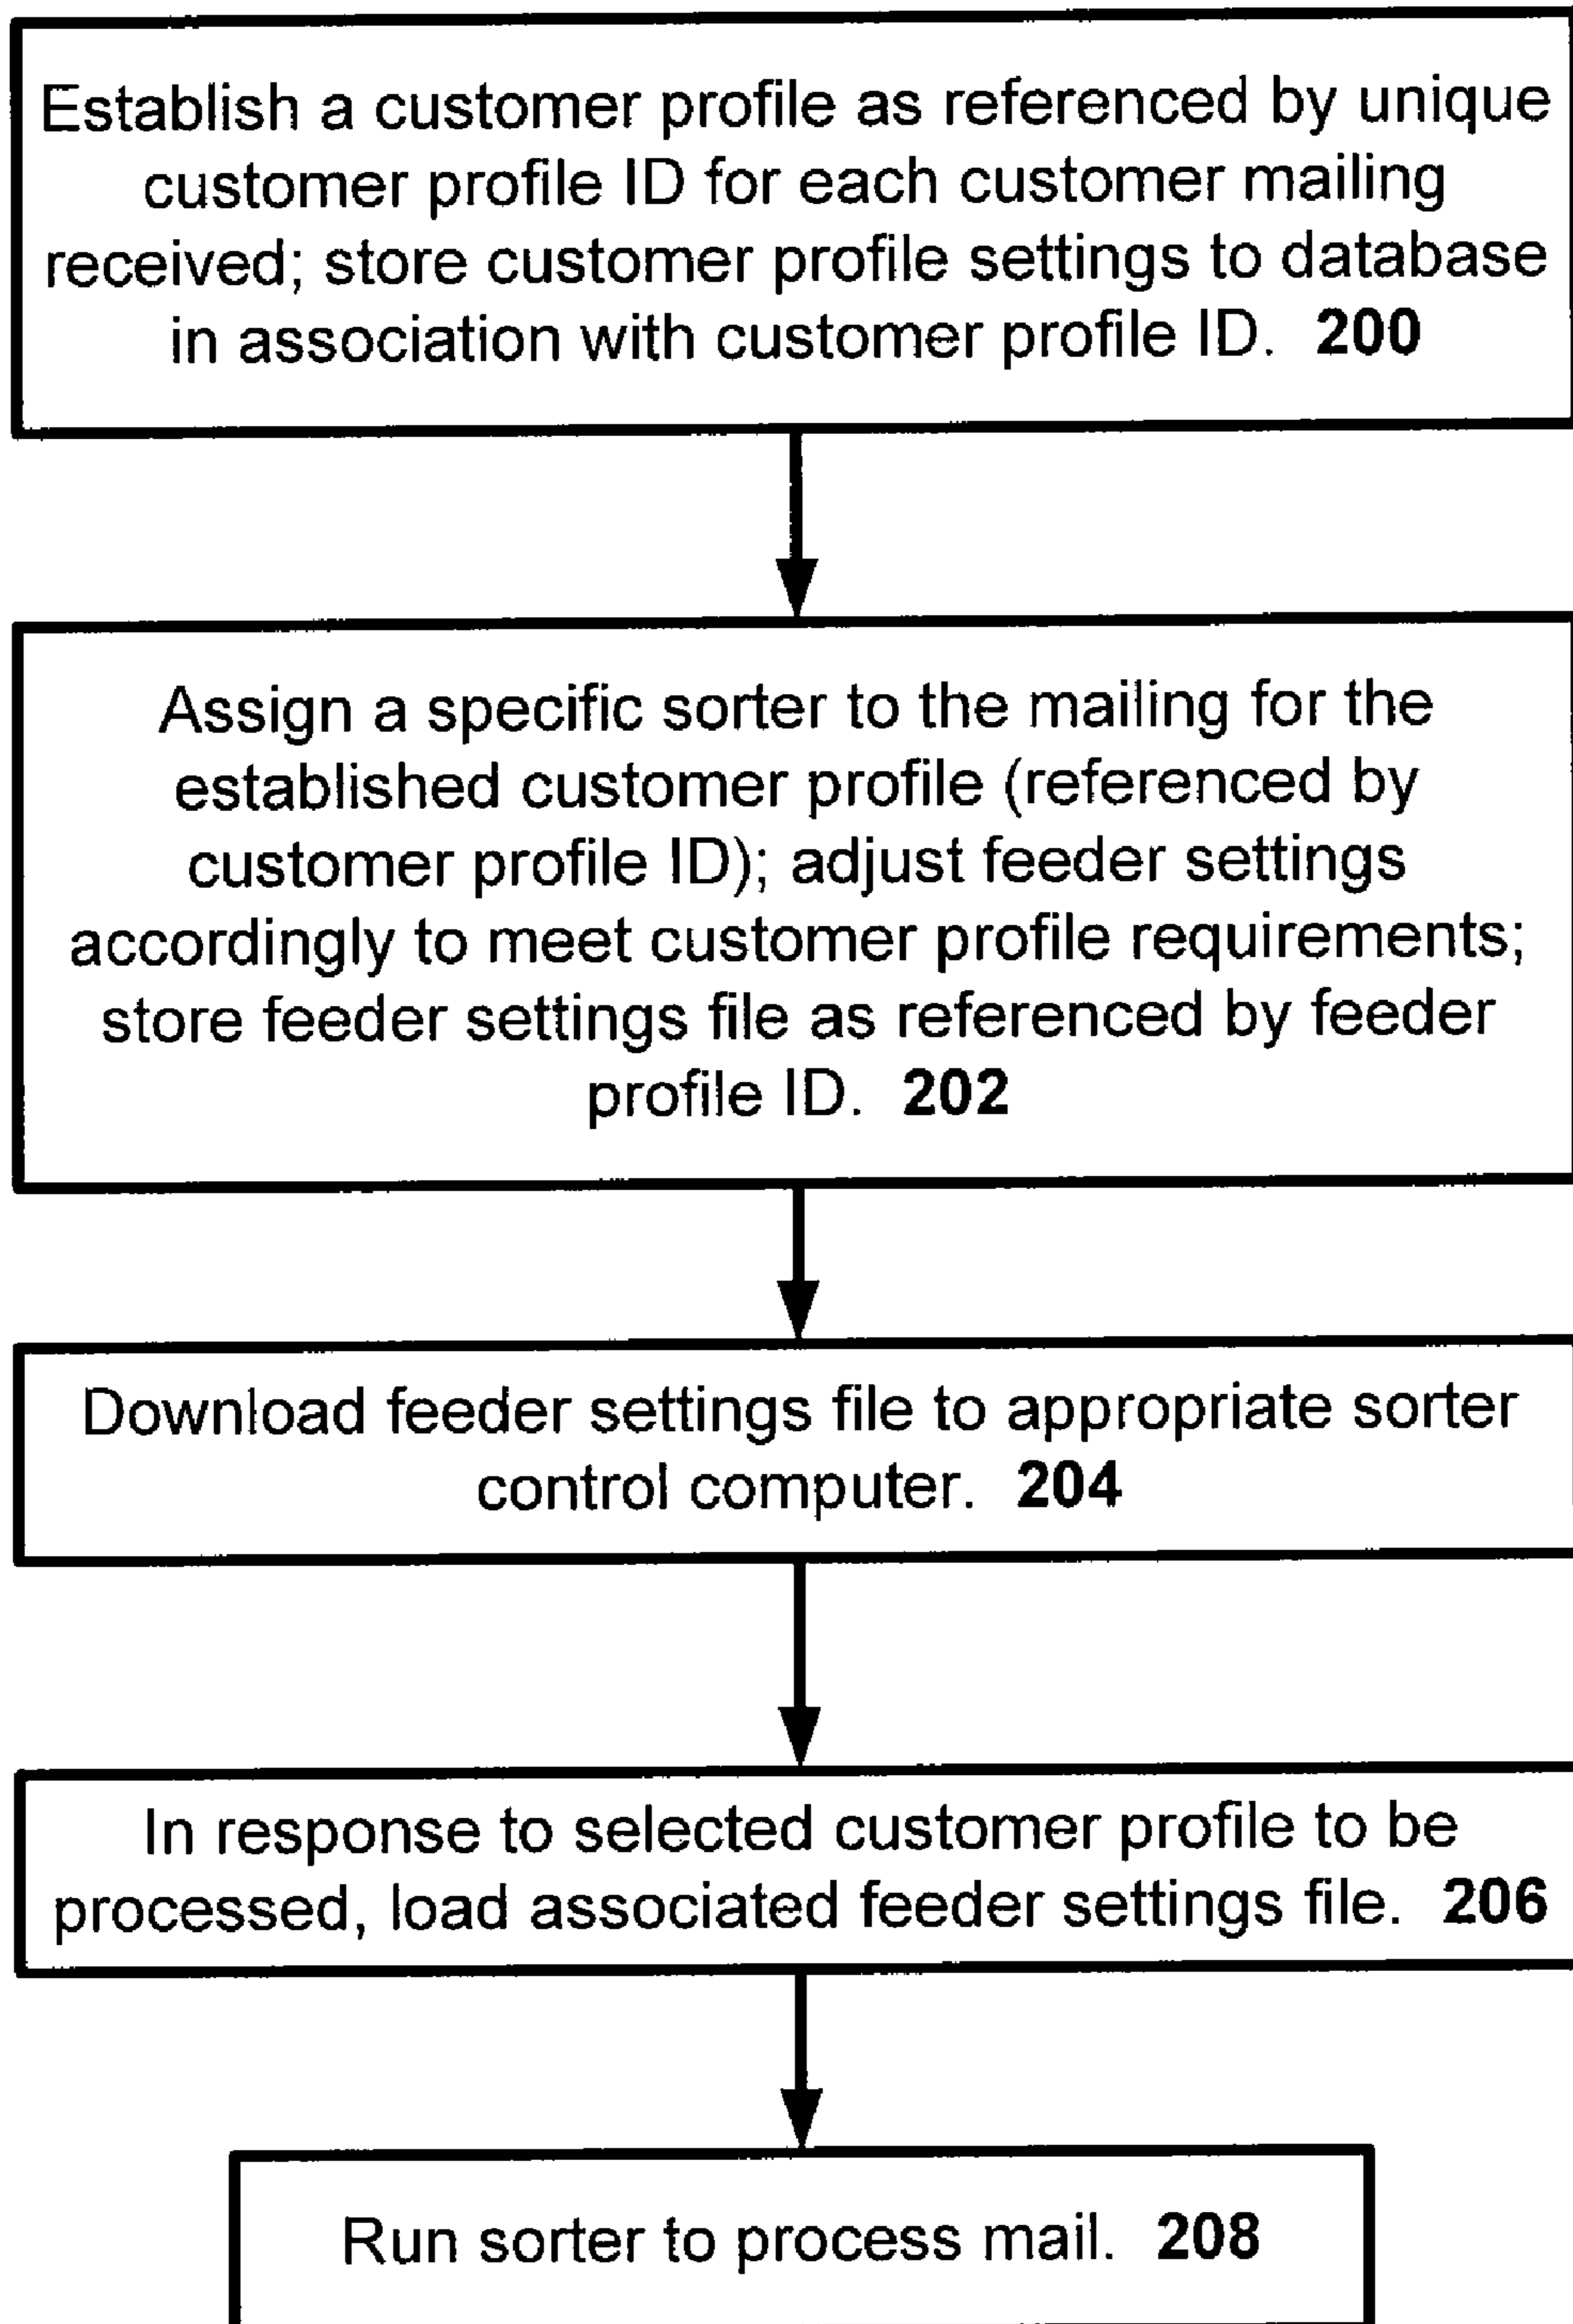 Establish a customer profile as referenced by unique
customer profile ID for each customer mailing
received; store customer profile settings to database
in association with customer profile ID. 200
Assign a specific sorter to the mailing for the
established customer profile (referenced by
customer profile ID); adjust feeder settings
accordingly to meet customer profile requirements;
store feeder settings file as referenced by feeder
profile ID. 202
Download feeder settings file to appropriate sorter
control computer. 204
In response to selected customer profile to be
processed, load associated feeder settings file. 206
Run sorter to process mail. 208